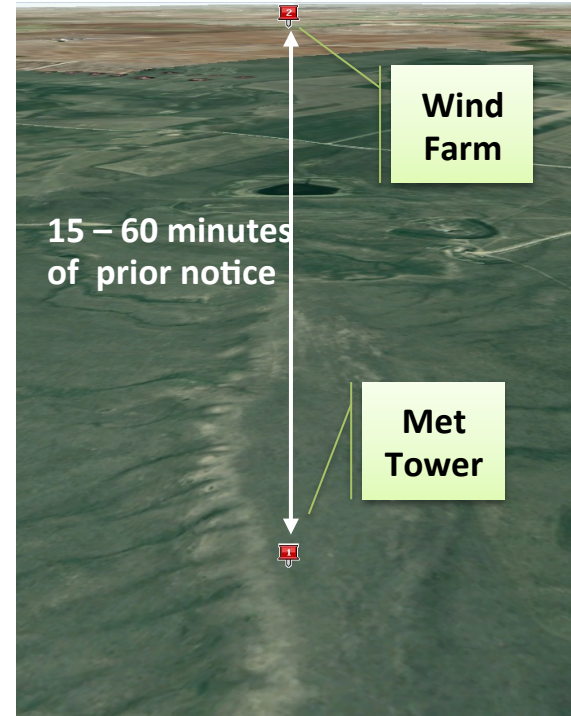 2
Wind
Farm
15 – 60 minutes
of prior notice
Met
Tower
1